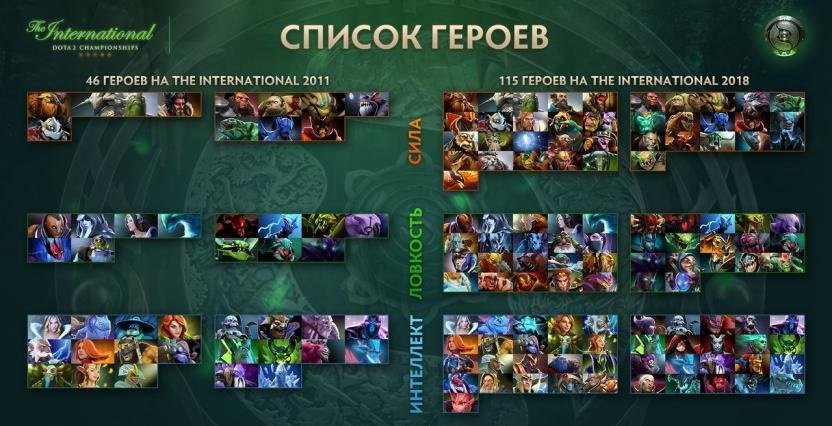 The International
DOTA 2 CHAMPIONSHIPS
СПИСОК ГЕРОЕВ
46 ГЕРОЕВ НА THE INTERNATIONAL 2011
115 ГЕРОЕВ НА THE INTERNATIONAL 2018
СИЛА
ЛОВКОСТЬ
ИНТЕЛЛЕКТ